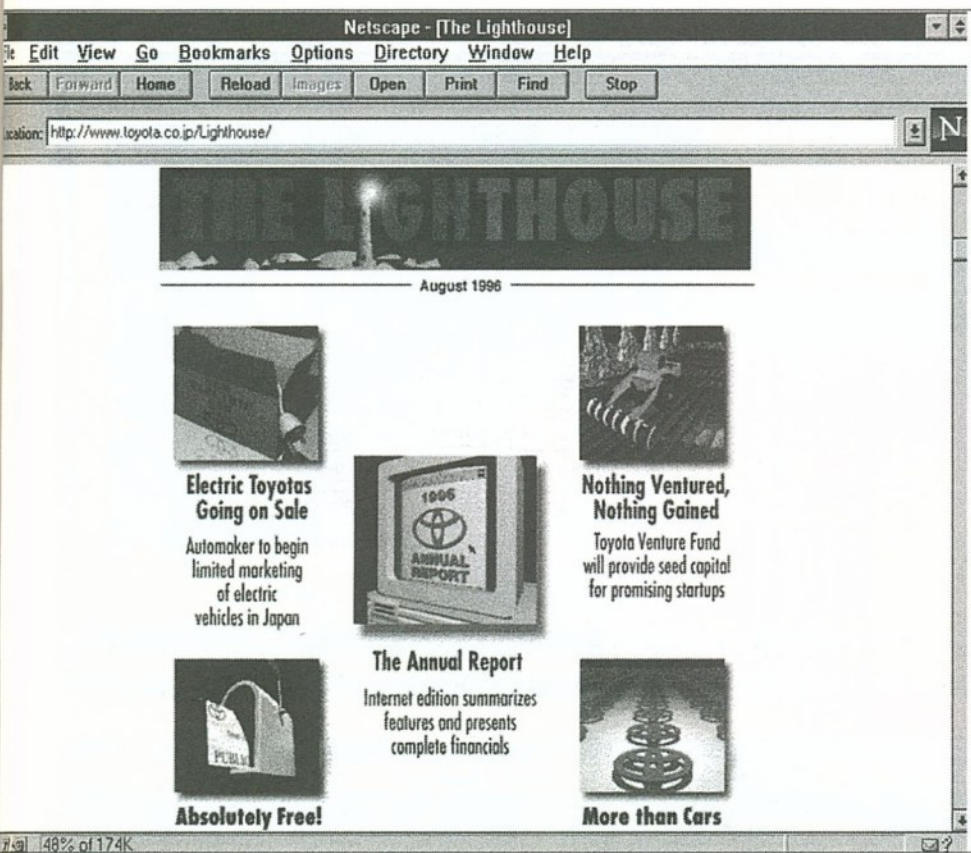 Netscape - [The Lighthouse]
Edit View Go Bookmarks Options Directory Window Help
Back Forward Home Reload Images Open Print Find Stop
http://www.toyota.co.jp/Lighthouse/
N
THE LIGHTHOUSE
August 1996
Electric Toyotas
Going on Sale
Automaker to begin
limited marketing
of electric
vehicles in Japan
1996
ANNUAL
REPORT
The Annual Report
Internet edition summarizes
features and presents
complete financials
Nothing Ventured,
Nothing Gained
Toyota Venture Fund
will provide seed capital
for promising startups
Absolutely Free!
More than Cars
48% of 174K